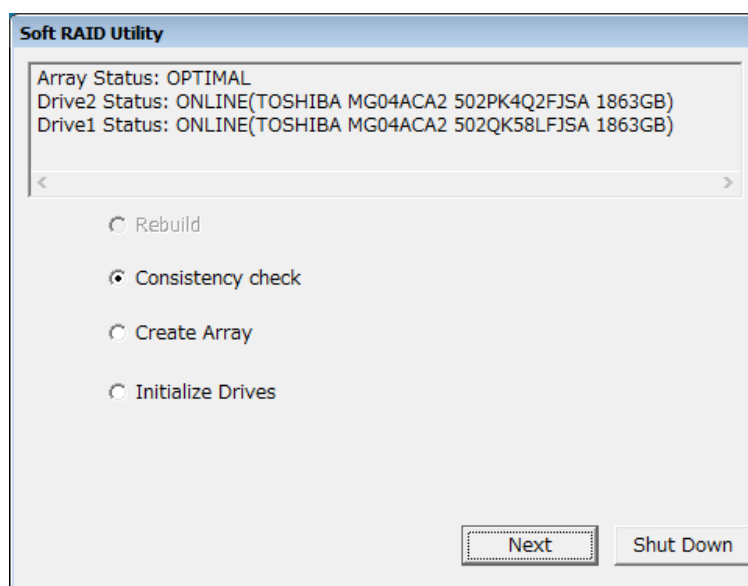 Soft RAID Utility
Array Status: OPTIMAL
Drive2 Status: ONLINE(TOSHIBA MG04ACA2 502PK4Q2FJSA 1863GB)
Drive1 Status: ONLINE(TOSHIBA MG04ACA2 502QK58LFJSA 1863GB)
Rebuild
Consistency check
Create Array
Initialize Drives
Next Shut Down